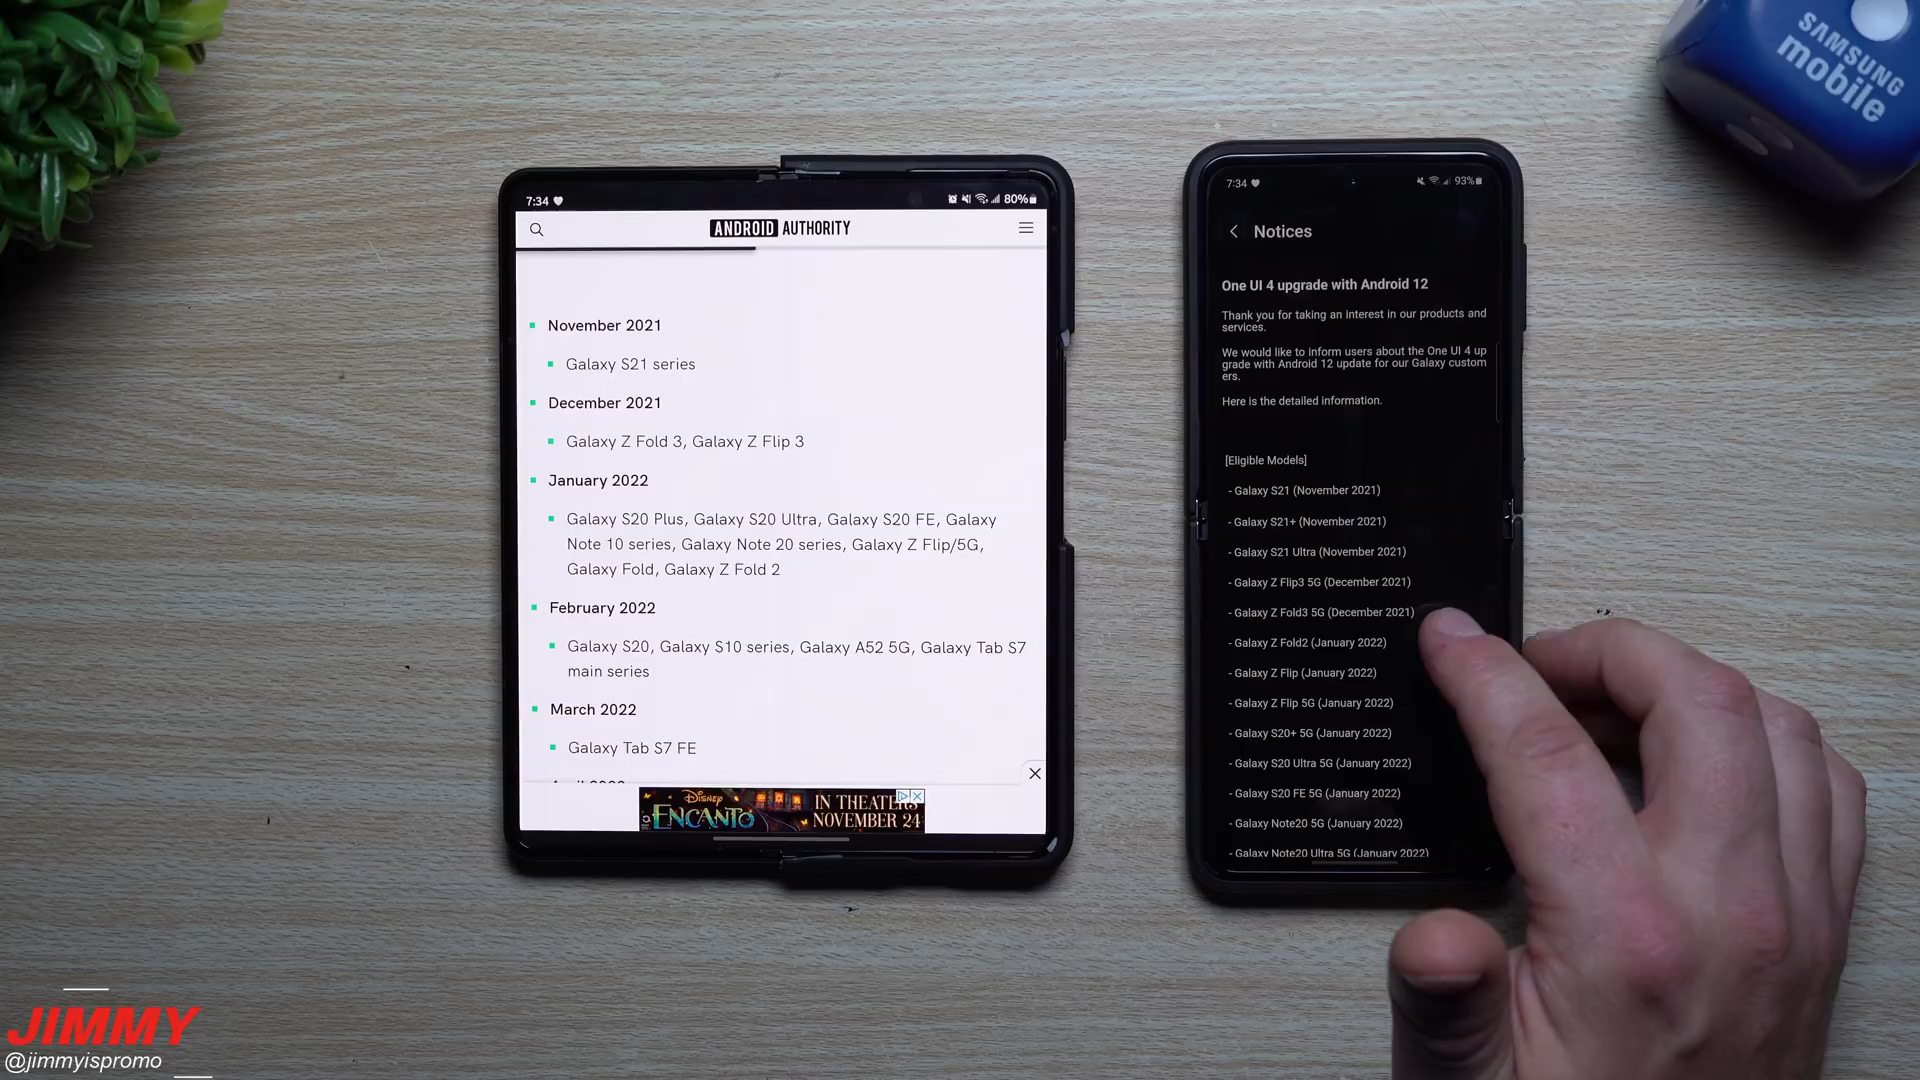 SAMSUNG
mobile
7:34
80%
ANDROID AUTHORITY
November 2021
Galaxy S21 series
December 2021
Galaxy Z Fold 3, Galaxy Z Flip 3
January 2022
Galaxy S20 Plus, Galaxy S20 Ultra, Galaxy S20 FE, Galaxy
Note 10 series, Galaxy Note 20 series, Galaxy Z Flip/5G,
Galaxy Fold, Galaxy Z Fold 2
February 2022
Galaxy S20, Galaxy S10 series, Galaxy A52 5G, Galaxy Tab S7
main series
March 2022
Galaxy Tab S7 FE
Disney
ENCANTO
IN THEATERS
NOVEMBER 24
7:34
93%
Notices
One UI 4 upgrade with Android 12
Thank you for taking an interest in our products and
services.
We would like to inform users about the One UI 4 up
grade with Android 12 update for our Galaxy custom
ers.
Here is the detailed information.
[Eligible Models]
- Galaxy S21 (November 2021)
- Galaxy S21+ (November 2021)
- Galaxy S21 Ultra (November 2021)
- Galaxy Z Flip3 5G (December 2021)
- Galaxy Z Fold3 5G (December 2021)
- Galaxy Z Fold2 (January 2022)
- Galaxy Z Flip (January 2022)
- Galaxy Z Flip 5G (January 2022)
- Galaxy S20+ 5G (January 2022)
- Galaxy S20 Ultra 5G (January 2022)
- Galaxy S20 FE 5G (January 2022)
- Galaxy Note20 5G (January 2022)
- Galaxy Note20 Ultra 5G (January 2022)
JIMMY
@jimmyispromo